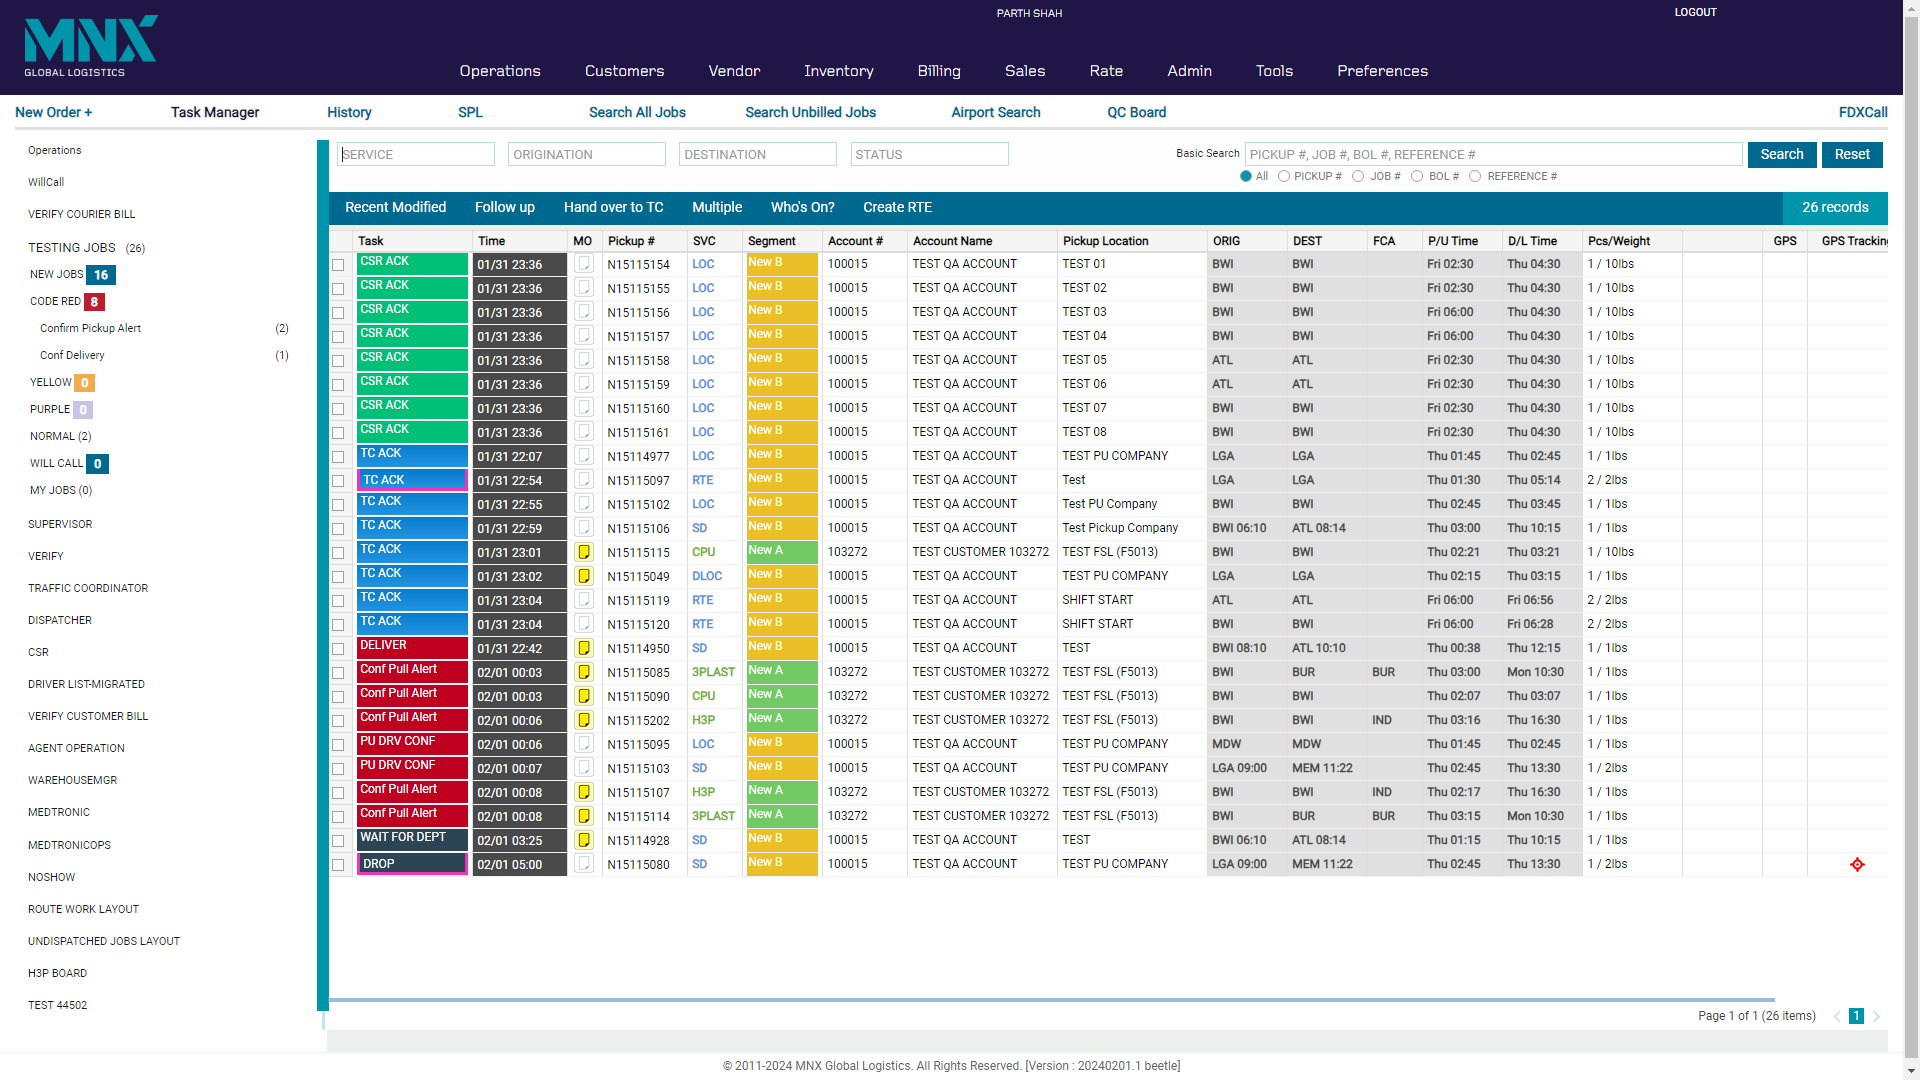 PARTH SHAH
LOGOUT
MNX
GLOBAL LOGISTICS
Operations Customers Vendor Inventory Billing Sales Rate Admin Tools Preferences
New Order + Task Manager History SPL Search All Jobs Search Unbilled Jobs Airport Search QC Board FDXCall
Operations
WillCall
VERIFY COURIER BILL
TESTING JOBS (26)
NEW JOBS 16
CODE RED 8
Confirm Pickup Alert (2)
Conf Delivery (1)
YELLOW 0
PURPLE 0
NORMAL (2)
WILL CALL 0
MY JOBS (0)
SUPERVISOR
VERIFY
TRAFFIC COORDINATOR
DISPATCHER
CSR
DRIVER LIST-MIGRATED
VERIFY CUSTOMER BILL
AGENT OPERATION
WAREHOUSEMGR
MEDTRONIC
MEDTRONICOPS
NOSHOW
ROUTE WORK LAYOUT
UNDISPATCHED JOBS LAYOUT
H3P BOARD
TEST 44502
SERVICE ORIGINATION DESTINATION STATUS Basic Search PICKUP #, JOB #, BOL #, REFERENCE # Search Reset
All PICKUP # JOB # BOL # REFERENCE #
Recent Modified Follow up Hand over to TC Multiple Who's On? Create RTE 26 records
Task Time MO Pickup # SVC Segment Account # Account Name Pickup Location ORIG DEST FCA P/U Time D/L Time Pcs/Weight GPS GPS Tracking
CSR ACK 01/31 23:36 N15115154 LOC New B 100015 TEST QA ACCOUNT TEST 01 BWI BWI Fri 02:30 Thu 04:30 1 / 10lbs
CSR ACK 01/31 23:36 N15115155 LOC New B 100015 TEST QA ACCOUNT TEST 02 BWI BWI Fri 02:30 Thu 04:30 1 / 10lbs
CSR ACK 01/31 23:36 N15115156 LOC New B 100015 TEST QA ACCOUNT TEST 03 BWI BWI Fri 06:00 Thu 04:30 1 / 10lbs
CSR ACK 01/31 23:36 N15115157 LOC New B 100015 TEST QA ACCOUNT TEST 04 BWI BWI Fri 06:00 Thu 04:30 1 / 10lbs
CSR ACK 01/31 23:36 N15115158 LOC New B 100015 TEST QA ACCOUNT TEST 05 ATL ATL Fri 02:30 Thu 04:30 1 / 10lbs
CSR ACK 01/31 23:36 N15115159 LOC New B 100015 TEST QA ACCOUNT TEST 06 ATL ATL Fri 02:30 Thu 04:30 1 / 10lbs
CSR ACK 01/31 23:36 N15115160 LOC New B 100015 TEST QA ACCOUNT TEST 07 BWI BWI Fri 02:30 Thu 04:30 1 / 10lbs
CSR ACK 01/31 23:36 N15115161 LOC New B 100015 TEST QA ACCOUNT TEST 08 BWI BWI Fri 02:30 Thu 04:30 1 / 10lbs
TC ACK 01/31 22:07 N15114977 LOC New B 100015 TEST QA ACCOUNT TEST PU COMPANY LGA LGA Thu 01:45 Thu 02:45 1 / 1lbs
TC ACK 01/31 22:54 N15115097 RTE New B 100015 TEST QA ACCOUNT Test LGA LGA Thu 01:30 Thu 05:14 2 / 2lbs
TC ACK 01/31 22:55 N15115102 LOC New B 100015 TEST QA ACCOUNT Test PU Company BWI BWI Thu 02:45 Thu 03:45 1 / 1lbs
TC ACK 01/31 22:59 N15115106 SD New B 100015 TEST QA ACCOUNT Test Pickup Company BWI 06:10 ATL 08:14 Thu 03:00 Thu 10:15 1 / 1lbs
TC ACK 01/31 23:01 N15115115 CPU New A 103272 TEST CUSTOMER 103272 TEST FSL (F5013) BWI BWI Thu 02:21 Thu 03:21 1 / 10lbs
TC ACK 01/31 23:02 N15115049 DLOC New B 100015 TEST QA ACCOUNT TEST PU COMPANY LGA LGA Thu 02:15 Thu 03:15 1 / 1lbs
TC ACK 01/31 23:04 N15115119 RTE New B 100015 TEST QA ACCOUNT SHIFT START ATL ATL Fri 06:00 Fri 06:56 2 / 2lbs
TC ACK 01/31 23:04 N15115120 RTE New B 100015 TEST QA ACCOUNT SHIFT START BWI BWI Fri 06:00 Fri 06:28 2 / 2lbs
DELIVER 01/31 22:42 N15114950 SD New B 100015 TEST QA ACCOUNT TEST BWI 08:10 ATL 10:10 Thu 00:38 Thu 12:15 1 / 1lbs
Conf Pull Alert 02/01 00:03 N15115085 3PLAST New A 103272 TEST CUSTOMER 103272 TEST FSL (F5013) BWI BUR BUR Thu 03:00 Mon 10:30 1 / 1lbs
Conf Pull Alert 02/01 00:03 N15115090 CPU New A 103272 TEST CUSTOMER 103272 TEST FSL (F5013) BWI BWI Thu 02:07 Thu 03:07 1 / 1lbs
Conf Pull Alert 02/01 00:06 N15115202 H3P New A 103272 TEST CUSTOMER 103272 TEST FSL (F5013) BWI BWI IND Thu 03:16 Thu 16:30 1 / 1lbs
PU DRV CONF 02/01 00:06 N15115095 LOC New B 100015 TEST QA ACCOUNT TEST PU COMPANY MDW MDW Thu 01:45 Thu 02:45 1 / 1lbs
PU DRV CONF 02/01 00:07 N15115103 SD New B 100015 TEST QA ACCOUNT TEST PU COMPANY LGA 09:00 MEM 11:22 Thu 02:45 Thu 13:30 1 / 2lbs
Conf Pull Alert 02/01 00:08 N15115107 H3P New A 103272 TEST CUSTOMER 103272 TEST FSL (F5013) BWI BWI IND Thu 02:17 Thu 16:30 1 / 1lbs
Conf Pull Alert 02/01 00:08 N15115114 3PLAST New A 103272 TEST CUSTOMER 103272 TEST FSL (F5013) BWI BUR BUR Thu 03:15 Mon 10:30 1 / 1lbs
WAIT FOR DEPT 02/01 03:25 N15114928 SD New B 100015 TEST QA ACCOUNT TEST BWI 06:10 ATL 08:14 Thu 01:15 Thu 10:15 1 / 1lbs
DROP 02/01 05:00 N15115080 SD New B 100015 TEST QA ACCOUNT TEST PU COMPANY LGA 09:00 MEM 11:22 Thu 02:45 Thu 13:30 1 / 2lbs
Page 1 of 1 (26 items) 1
© 2011-2024 MNX Global Logistics. All Rights Reserved. [Version : 20240201.1 beetle]